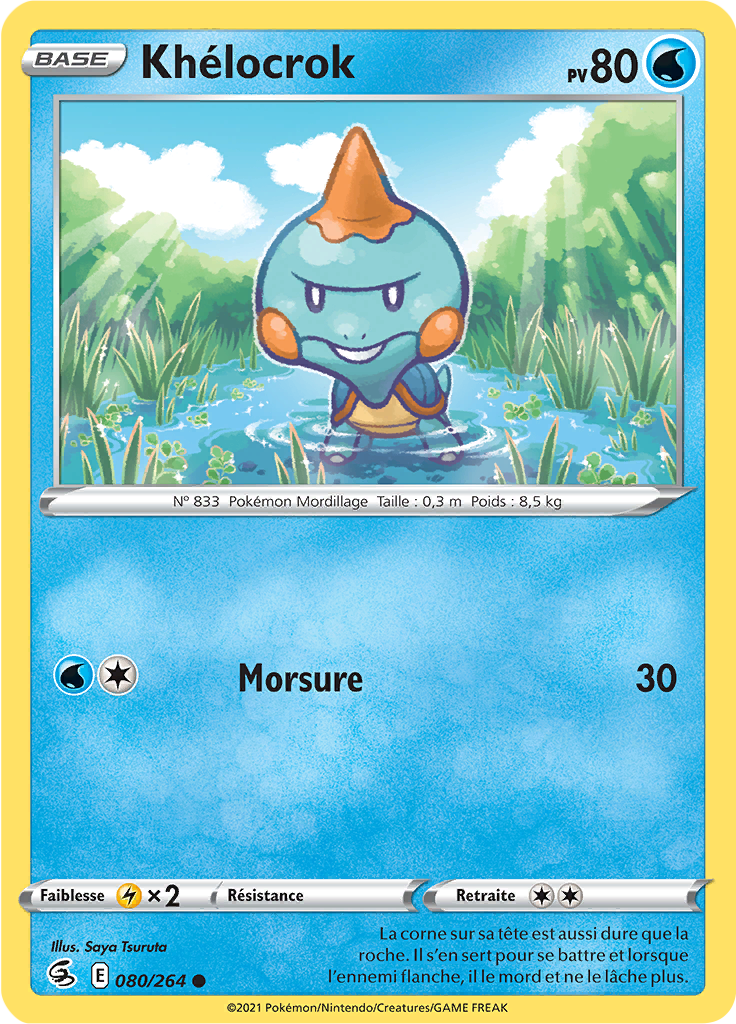 BASE
Khélocrok
PV 80
N° 833 Pokémon Mordillage Taille : 0,3 m Poids : 8,5 kg
Morsure 30
Faiblesse ×2 Résistance Retraite
Illus. Saya Tsuruta
La corne sur sa tête est aussi dure que la
roche. Il s'en sert pour se battre et lorsque
l'ennemi flanche, il le mord et ne le lâche plus.
E 080/264
©2021 Pokémon/Nintendo/Creatures/GAME FREAK